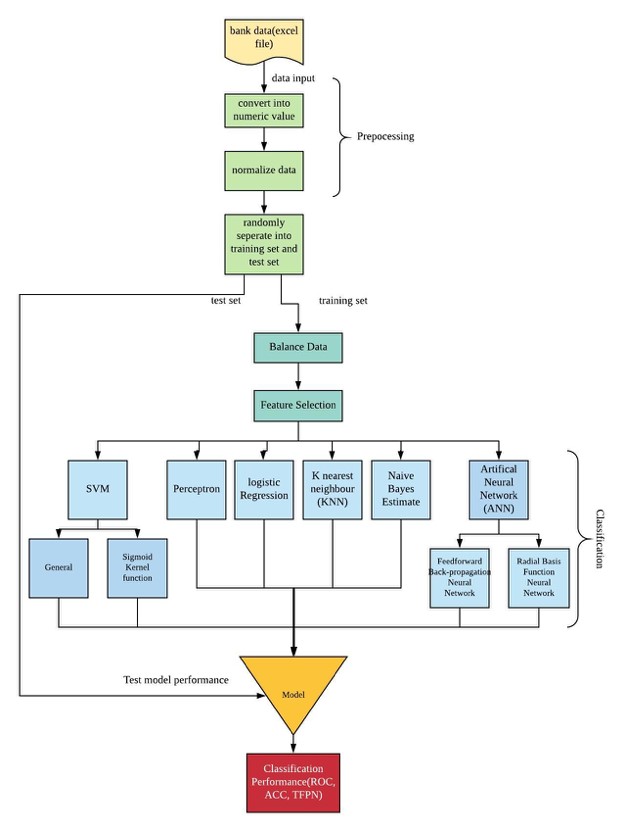 bank data(excel
file)
data input
convert into
numeric value
Prepocessing
normalize data
randomly
seperate into
training set and
test set
test set
training set
Balance Data
Feature Selection
SVM
Perceptron
logistic
Regression
K nearest
neighbour
(KNN)
Naive
Bayes
Estimate
Artifical
Neural
Network
(ANN)
Classification
General
Sigmoid
Kernel
function
Feedforward
Back-propagation
Neural
Network
Radial Basis
Function
Neural
Network
Test model performance
Model
Classification
Performance(ROC,
ACC, TFPN)